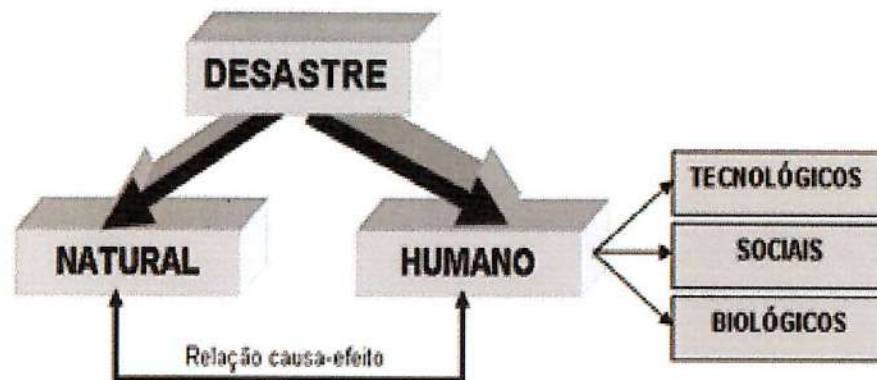 DESASTRE
NATURAL
HUMANO
TECNOLÓGICOS
SOCIAIS
BIOLÓGICOS
Relação causa-efeito